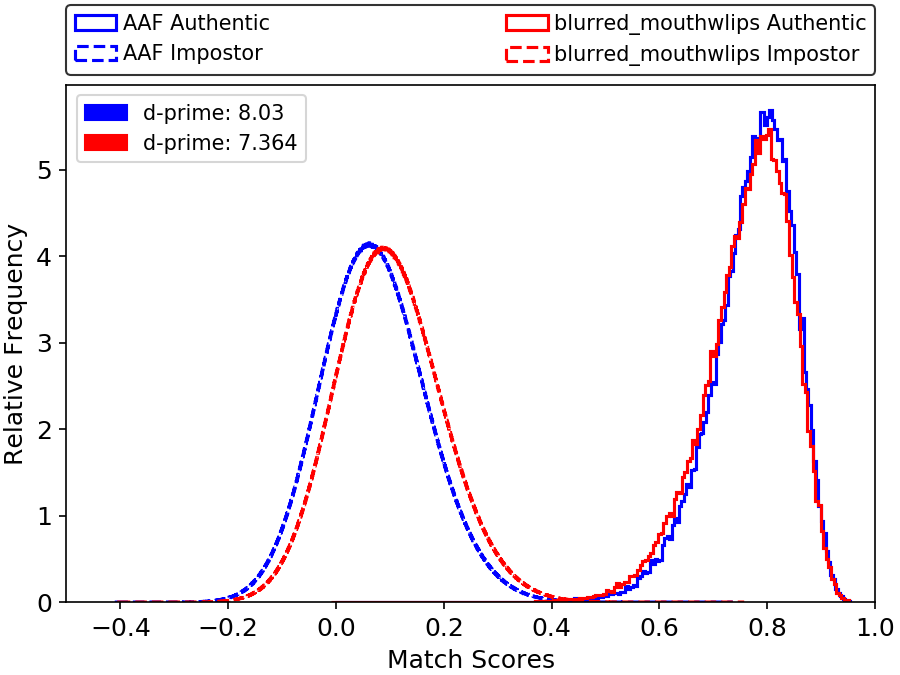 AAF Authentic
AAF Impostor
blurred_mouthwlips Authentic
blurred_mouthwlips Impostor
d-prime: 8.03
d-prime: 7.364
Relative Frequency
5
4
3
2
1
0
−0.4 −0.2 0.0 0.2 0.4 0.6 0.8 1.0
Match Scores